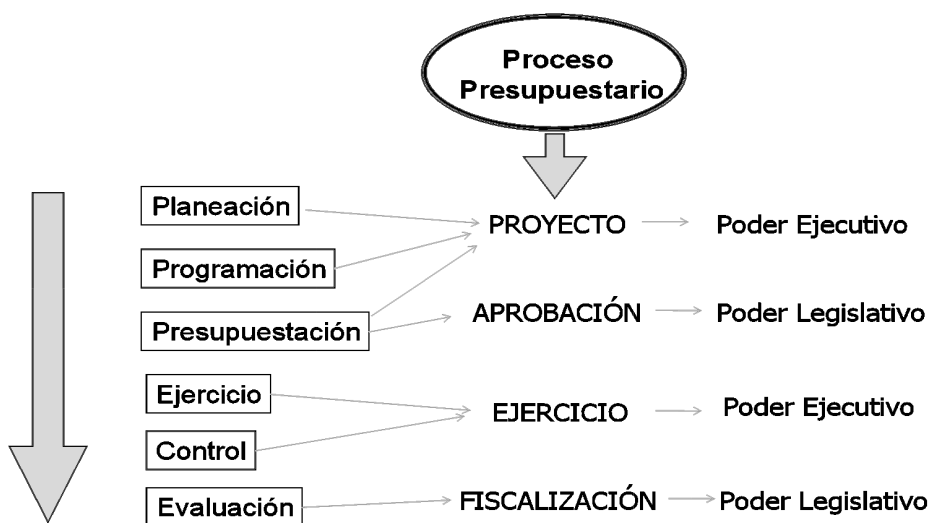 Proceso
Presupuestario
Planeación
PROYECTO
Poder Ejecutivo
Programación
Presupuestación
APROBACIÓN
Poder Legislativo
Ejercicio
EJERCICIO
Poder Ejecutivo
Control
Evaluación
FISCALIZACIÓN
Poder Legislativo